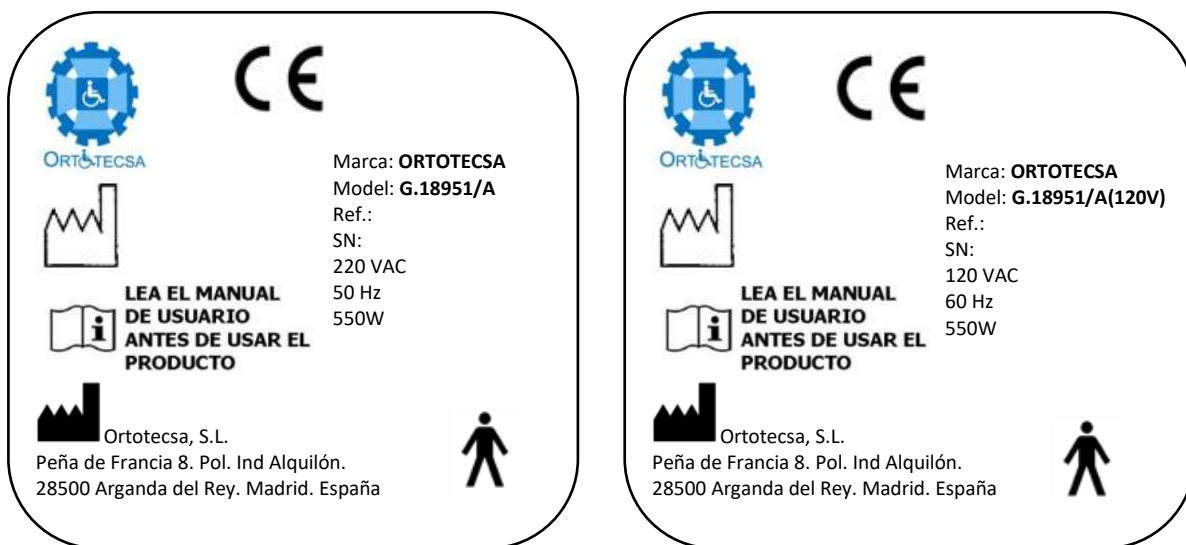 CE
ORTOTECSA
Marca: ORTOTECSA
Model: G.18951/A
Ref.:
SN:
220 VAC
50 Hz
550W
LEA EL MANUAL
DE USUARIO
ANTES DE USAR EL
PRODUCTO
Ortotecsa, S.L.
Peña de Francia 8. Pol. Ind Alquilón.
28500 Arganda del Rey. Madrid. España
CE
ORTOTECSA
Marca: ORTOTECSA
Model: G.18951/A(120V)
Ref.:
SN:
120 VAC
60 Hz
550W
LEA EL MANUAL
DE USUARIO
ANTES DE USAR EL
PRODUCTO
Ortotecsa, S.L.
Peña de Francia 8. Pol. Ind Alquilón.
28500 Arganda del Rey. Madrid. España